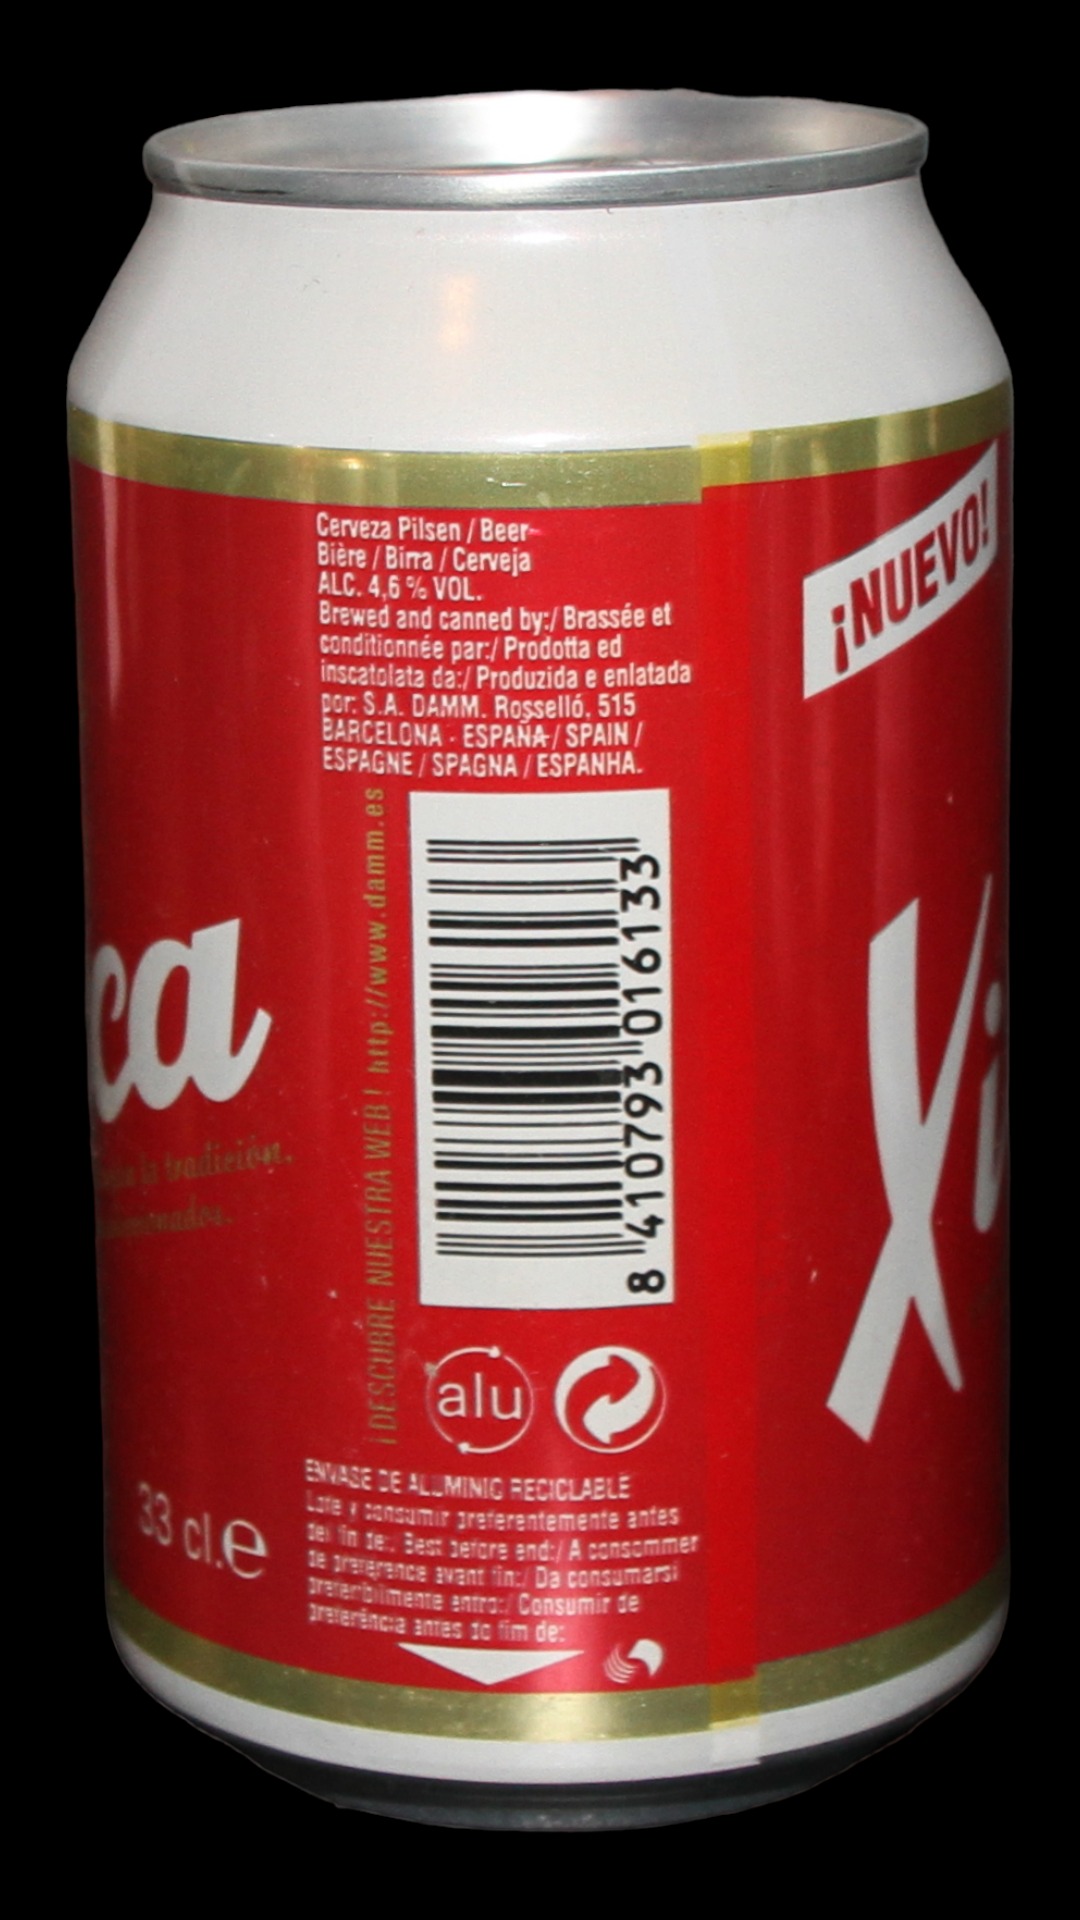 Cerveza Pilsen / Beer
Bière / Birra / Cerveja
ALC. 4,6 % VOL.
Brewed and canned by:/ Brassée et
conditionnée par:/ Prodotta ed
inscatolata da:/ Produzida e enlatada
por: S.A. DAMM. Rosselló, 515
BARCELONA - ESPAÑA / SPAIN /
ESPAGNE / SPAGNA / ESPANHA.
¡DESCUBRE NUESTRA WEB! http://www.damm.es
8 410793 016133
alu
ENVASE DE ALUMINIO RECICLABLE
Lote y consumir preferentemente antes
del fin de:. Best before end:/ A consommer
de preference avant fin:/ Da consumarsi
preferibilmente entro:/ Consumir de
preferência antes do fim de:
ca
la tradición.
33 cl.e
¡NUEVO!
Xi